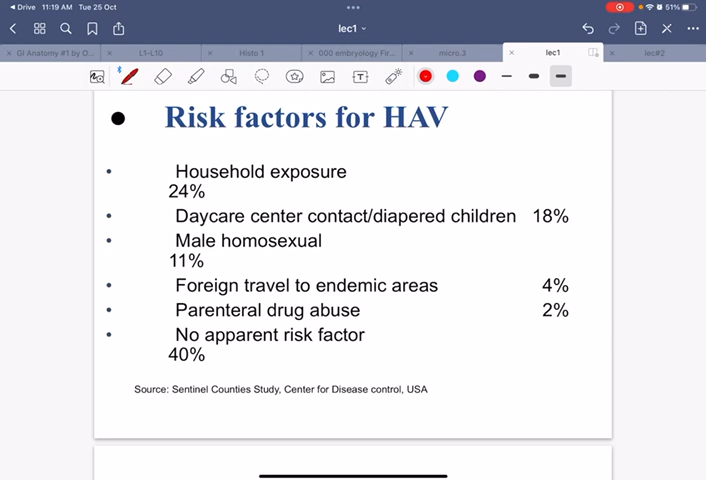 Drive 11:19 AM Tue 25 Oct
51%
lec1
GI Anatomy #1 by O...
L1-L10
Histo 1
000 embryology Fir...
micro.3
lec1
lec#2
Risk factors for HAV
• Household exposure
24%
• Daycare center contact/diapered children 18%
• Male homosexual
11%
• Foreign travel to endemic areas 4%
• Parenteral drug abuse 2%
• No apparent risk factor
40%
Source: Sentinel Counties Study, Center for Disease control, USA